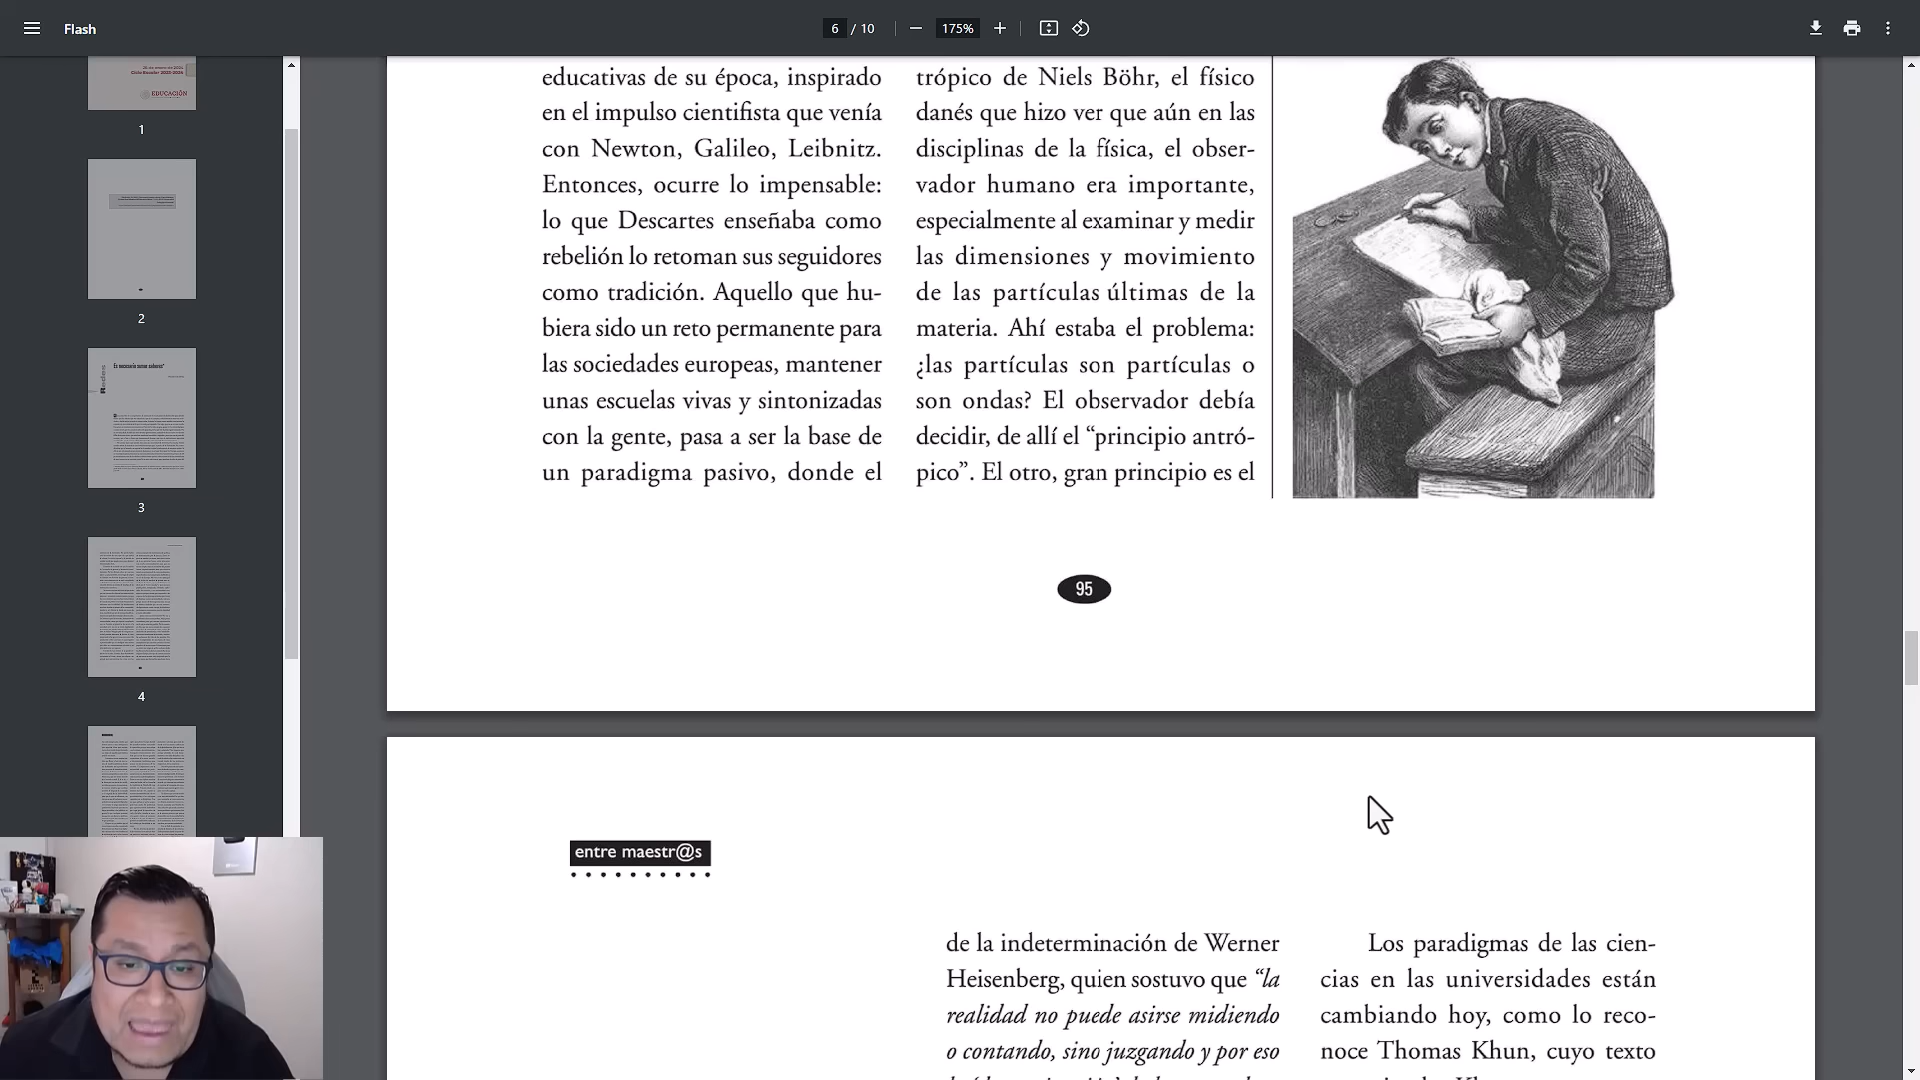 Flash
6 / 10
175%
EDUCACIÓN
1
2
3
4
educativas de su época, inspirado
en el impulso cientifista que venía
con Newton, Galileo, Leibnitz.
Entonces, ocurre lo impensable:
lo que Descartes enseñaba como
rebelión lo retoman sus seguidores
como tradición. Aquello que hu-
biera sido un reto permanente para
las sociedades europeas, mantener
unas escuelas vivas y sintonizadas
con la gente, pasa a ser la base de
un paradigma pasivo, donde el
trópico de Niels Böhr, el físico
danés que hizo ver que aún en las
disciplinas de la física, el obser-
vador humano era importante,
especialmente al examinar y medir
las dimensiones y movimiento
de las partículas últimas de la
materia. Ahí estaba el problema:
¿las partículas son partículas o
son ondas? El observador debía
decidir, de allí el “principio antró-
pico”. El otro, gran principio es el
95
entre maestr@s
de la indeterminación de Werner
Heisenberg, quien sostuvo que “la
realidad no puede asirse midiendo
o contando, sino juzgando y por eso
Los paradigmas de las cien-
cias en las universidades están
cambiando hoy, como lo reco-
noce Thomas Khun, cuyo texto